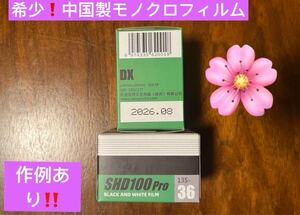 希少❗中国製モノクロフィルム
DX
2026.08
作例あ
り‼
SHD100 Pro
135-
36
BLACK AND WHITE FILM